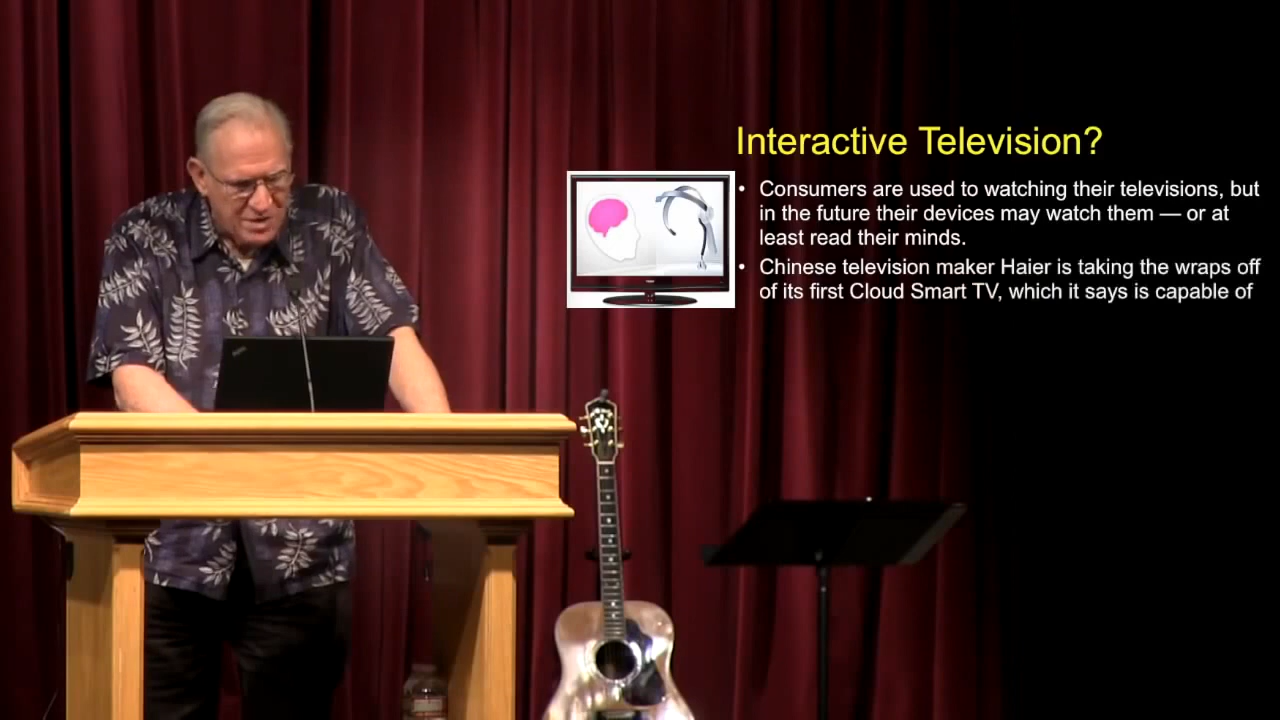 Interactive Television?
• Consumers are used to watching their televisions, but
in the future their devices may watch them — or at
least read their minds.
• Chinese television maker Haier is taking the wraps off
of its first Cloud Smart TV, which it says is capable of